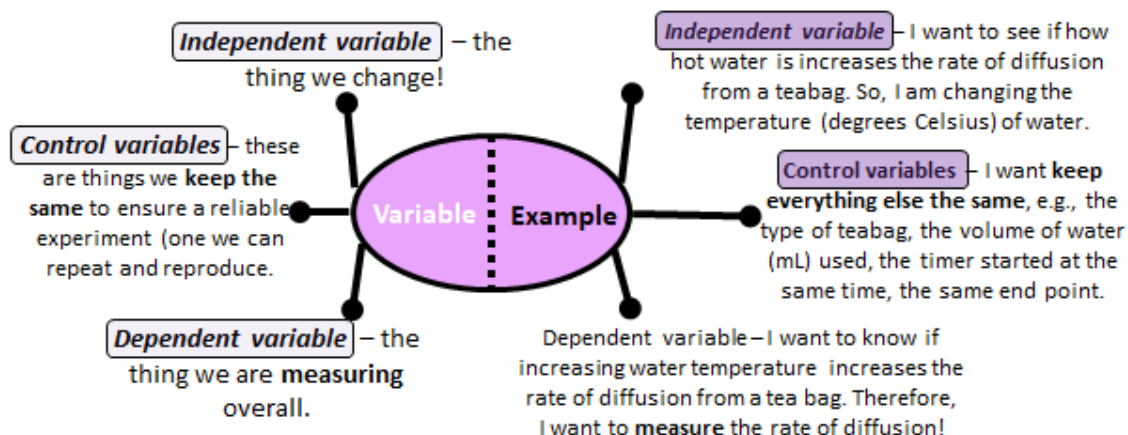 Independent variable – the
thing we change!
Control variables – these
are things we keep the
same to ensure a reliable
experiment (one we can
repeat and reproduce.
Dependent variable – the
thing we are measuring
overall.
Variable
Example
Independent variable – I want to see if how
hot water is increases the rate of diffusion
from a teabag. So, I am changing the
temperature (degrees Celsius) of water.
Control variables – I want keep
everything else the same, e.g., the
type of teabag, the volume of water
(mL) used, the timer started at the
same time, the same end point.
Dependent variable – I want to know if
increasing water temperature increases the
rate of diffusion from a tea bag. Therefore,
I want to measure the rate of diffusion!